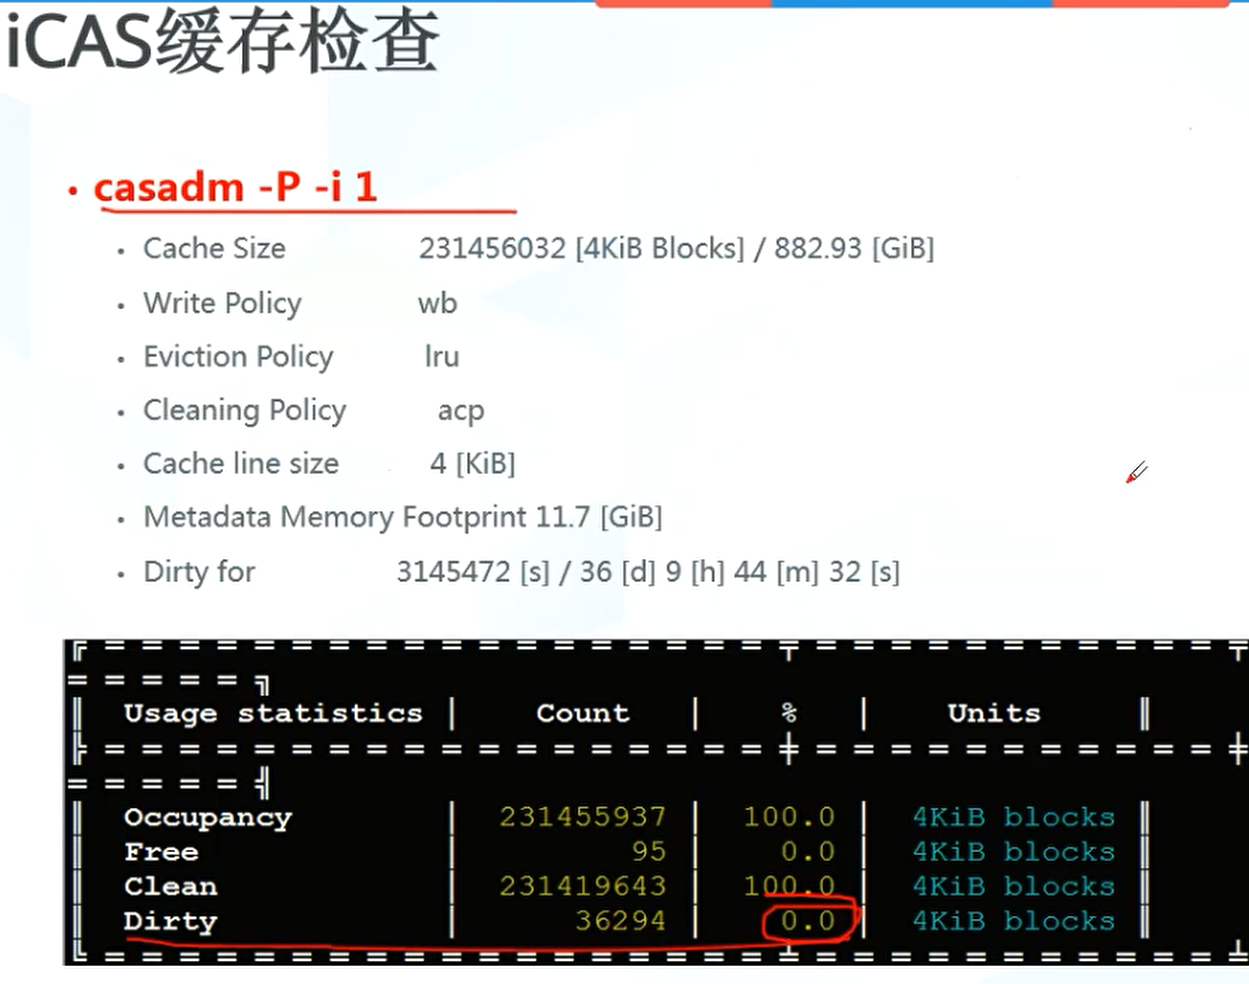 iCAS缓存检查
• casadm -P -i 1
• Cache Size 231456032 [4KiB Blocks] / 882.93 [GiB]
• Write Policy wb
• Eviction Policy lru
• Cleaning Policy acp
• Cache line size 4 [KiB]
• Metadata Memory Footprint 11.7 [GiB]
• Dirty for 3145472 [s] / 36 [d] 9 [h] 44 [m] 32 [s]
╔ = = = = = = = = = = = = = = = = = = ╤ = = = = = = = = = = = ╤
= = = = = ╗
║ Usage statistics │ Count │ % │ Units ║
╠ = = = = = = = = = = = = = = = = = = ╪ = = = = = = = = = = = ╪
= = = = = ╣
║ Occupancy │ 231455937 │ 100.0 │ 4KiB blocks ║
║ Free │ 95 │ 0.0 │ 4KiB blocks ║
║ Clean │ 231419643 │ 100.0 │ 4KiB blocks ║
║ Dirty │ 36294 │ 0.0 │ 4KiB blocks ║
╚ = = = = = = = = = = = = = = = = = = ╧ = = = = = = = = = = = ╧